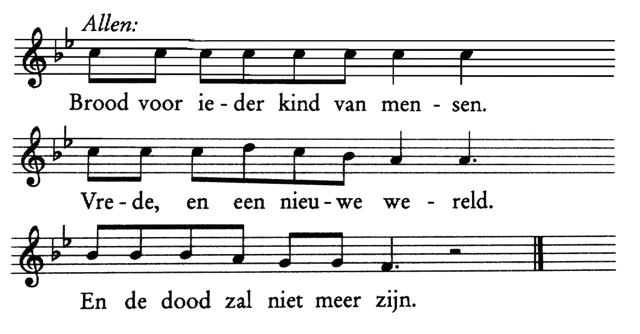 Allen:
Brood voor ie - der kind van men - sen.
Vre - de, en een nieu - we we - reld.
En de dood zal niet meer zijn.